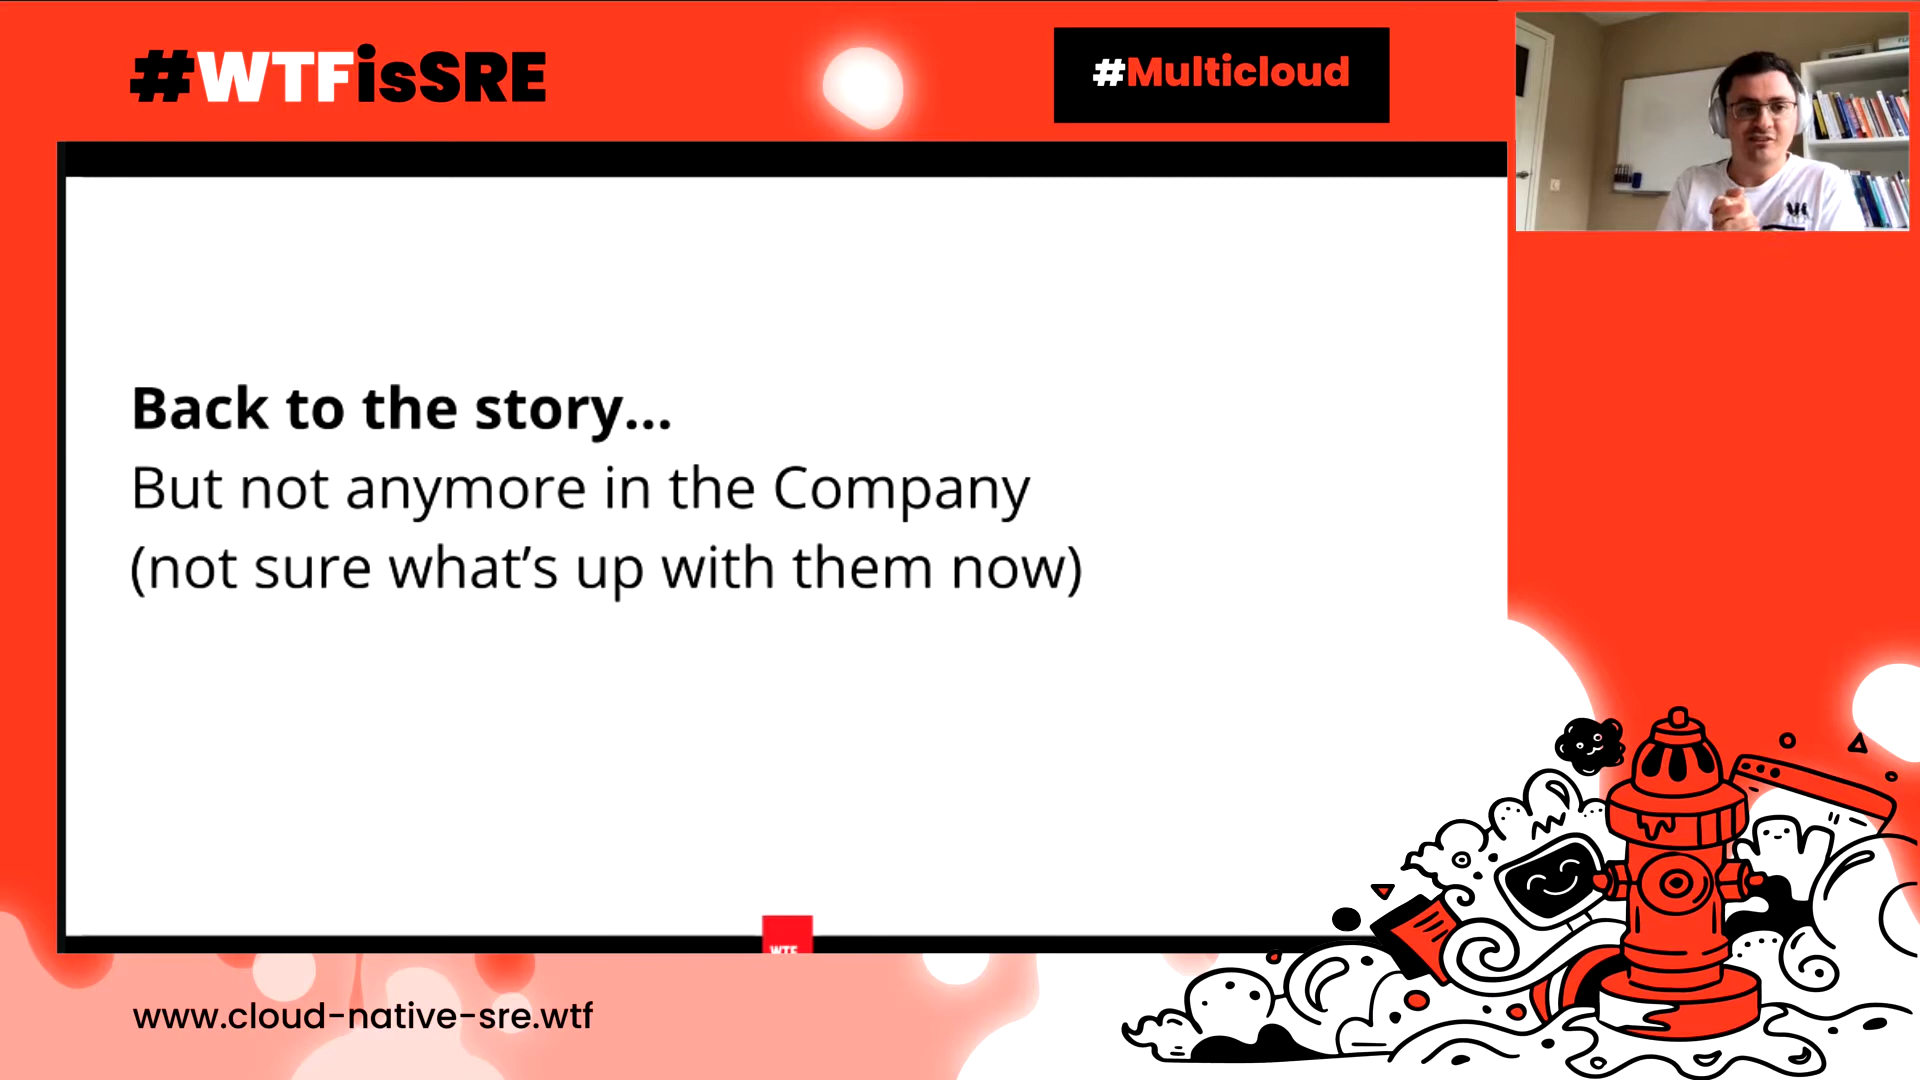 #WTFisSRE
#Multicloud
Back to the story...
But not anymore in the Company
(not sure what's up with them now)
WTF
www.cloud-native-sre.wtf